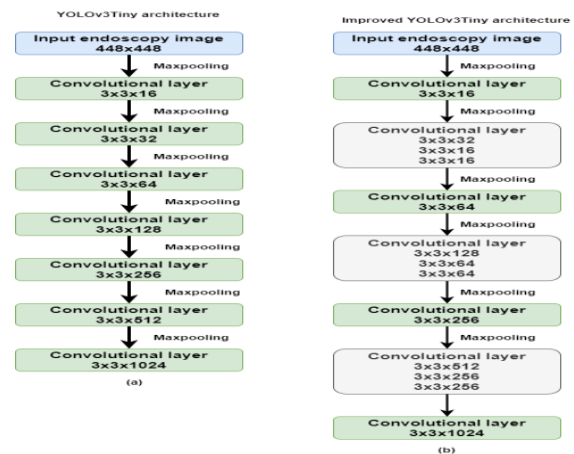 YOLOv3Tiny architecture
Input endoscopy image
448x448
Maxpooling
Convolutional layer
3x3x16
Maxpooling
Convolutional layer
3x3x32
Maxpooling
Convolutional layer
3x3x64
Maxpooling
Convolutional layer
3x3x128
Maxpooling
Convolutional layer
3x3x256
Maxpooling
Convolutional layer
3x3x512
Maxpooling
Convolutional layer
3x3x1024
(a)
Improved YOLOv3Tiny architecture
Input endoscopy image
448x448
Maxpooling
Convolutional layer
3x3x16
Maxpooling
Convolutional layer
3x3x32
3x3x16
3x3x16
Maxpooling
Convolutional layer
3x3x64
Maxpooling
Convolutional layer
3x3x128
3x3x64
3x3x64
Maxpooling
Convolutional layer
3x3x256
Maxpooling
Convolutional layer
3x3x512
3x3x256
3x3x256
Convolutional layer
3x3x1024
(b)